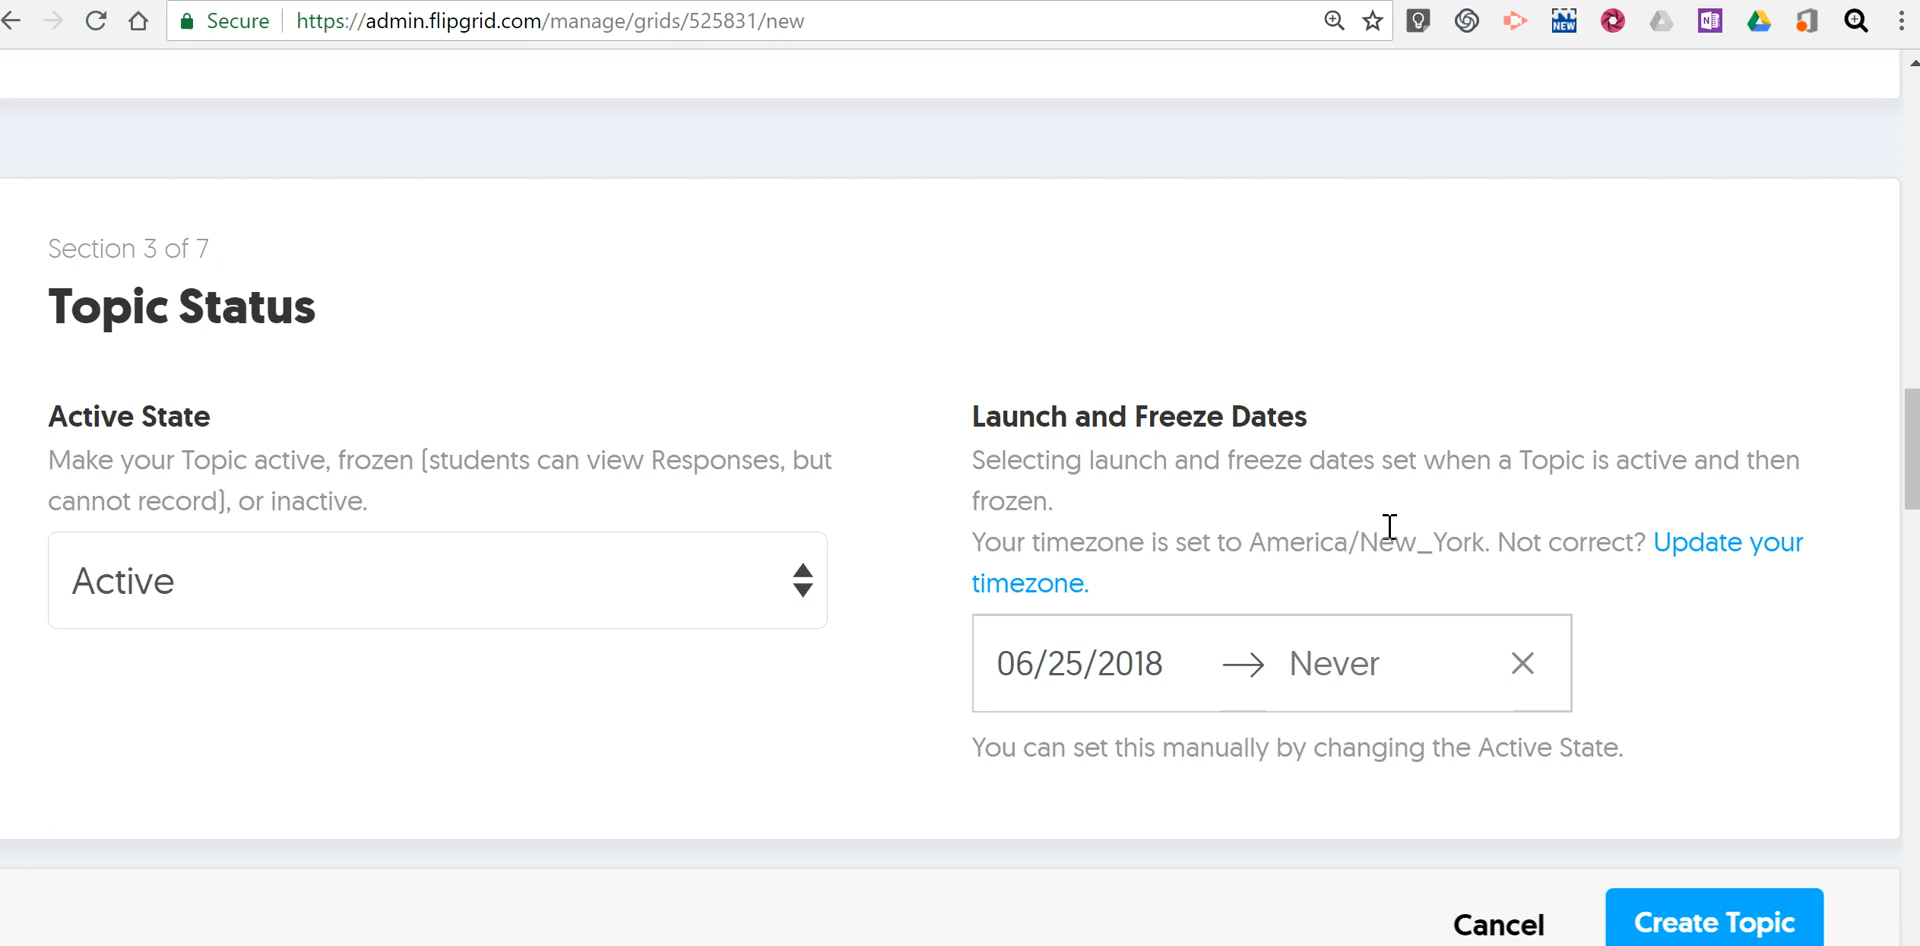 Secure https://admin.flipgrid.com/manage/grids/525831/new
NEW
N
Section 3 of 7
Topic Status
Active State
Make your Topic active, frozen (students can view Responses, but
cannot record), or inactive.
Active
Launch and Freeze Dates
Selecting launch and freeze dates set when a Topic is active and then
frozen.
Your timezone is set to America/New_York. Not correct? Update your
timezone.
06/25/2018 → Never ×
You can set this manually by changing the Active State.
Cancel
Create Topic